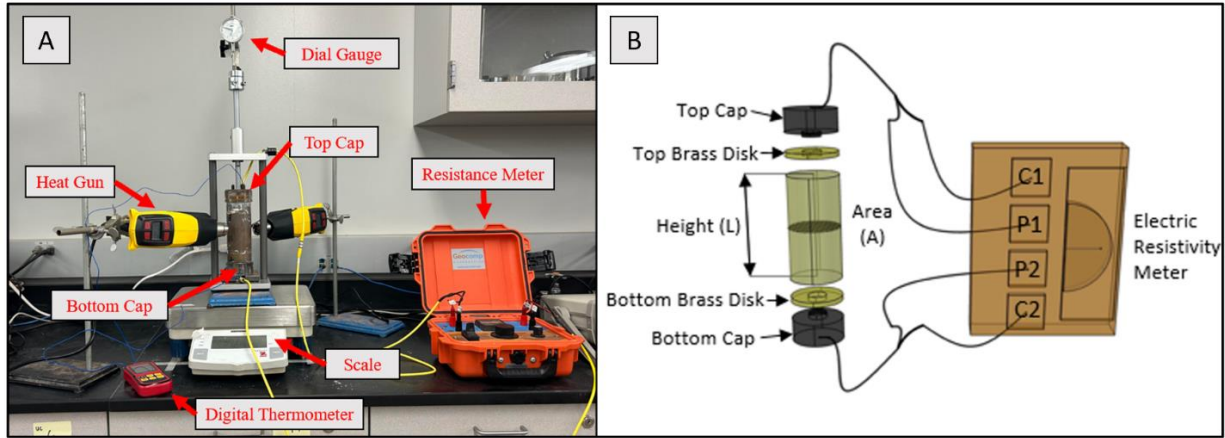 A
Dial Gauge
Top Cap
Heat Gun
Resistance Meter
Geocomp
Bottom Cap
Scale
Digital Thermometer
B
Top Cap
Top Brass Disk
Height (L)
Area
(A)
Bottom Brass Disk
Bottom Cap
C1
P1
P2
C2
Electric
Resistivity
Meter